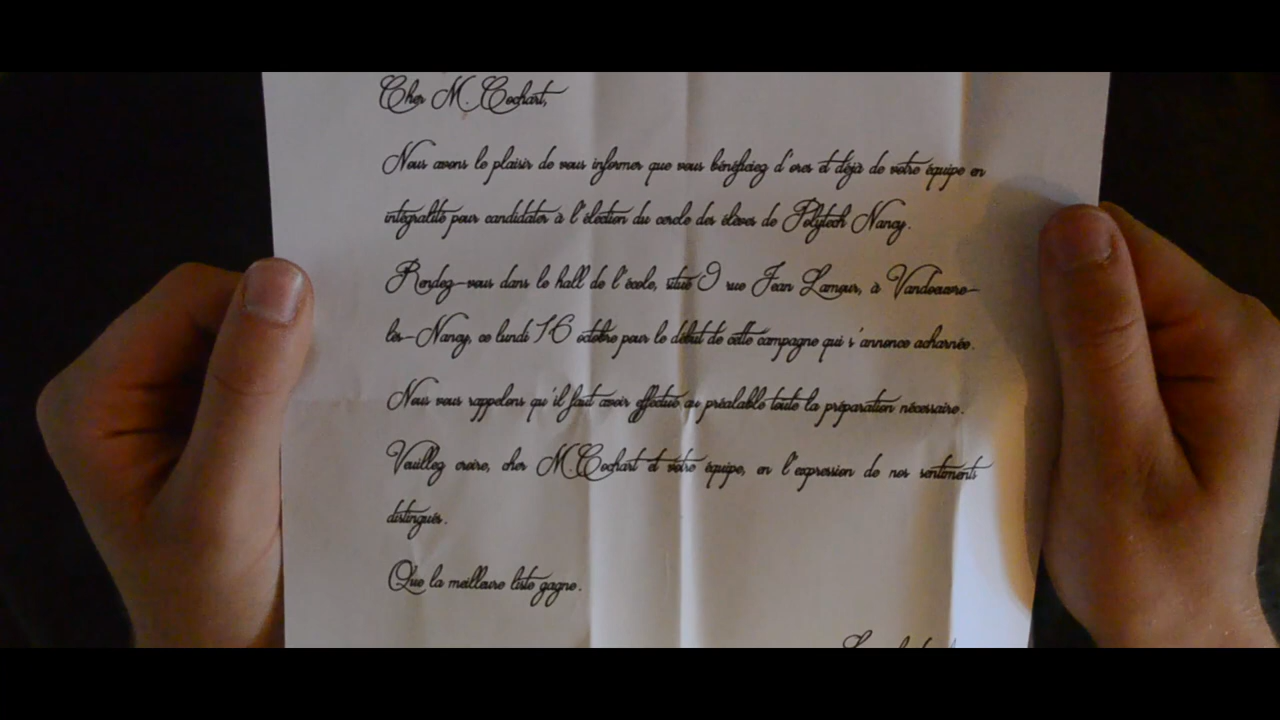 Cher M. Cochart,
Nous avons le plaisir de vous informer que vous bénéficiez d'ores et déjà de votre équipe en
intégralité pour candidater à l'élection du cercle des élèves de Polytech Nancy.
Rendez-vous dans le hall de l'école, situé 9 rue Jean Lamour, à Vandoeuvre-
lès-Nancy, ce lundi 16 octobre pour le début de cette campagne qui s'annonce acharnée.
Nous vous rappelons qu'il faut avoir effectué au préalable toute la préparation nécessaire.
Veuillez croire, cher M.Cochart et votre équipe, en l'expression de nos sentiments
distingués.
Que la meilleure liste gagne.